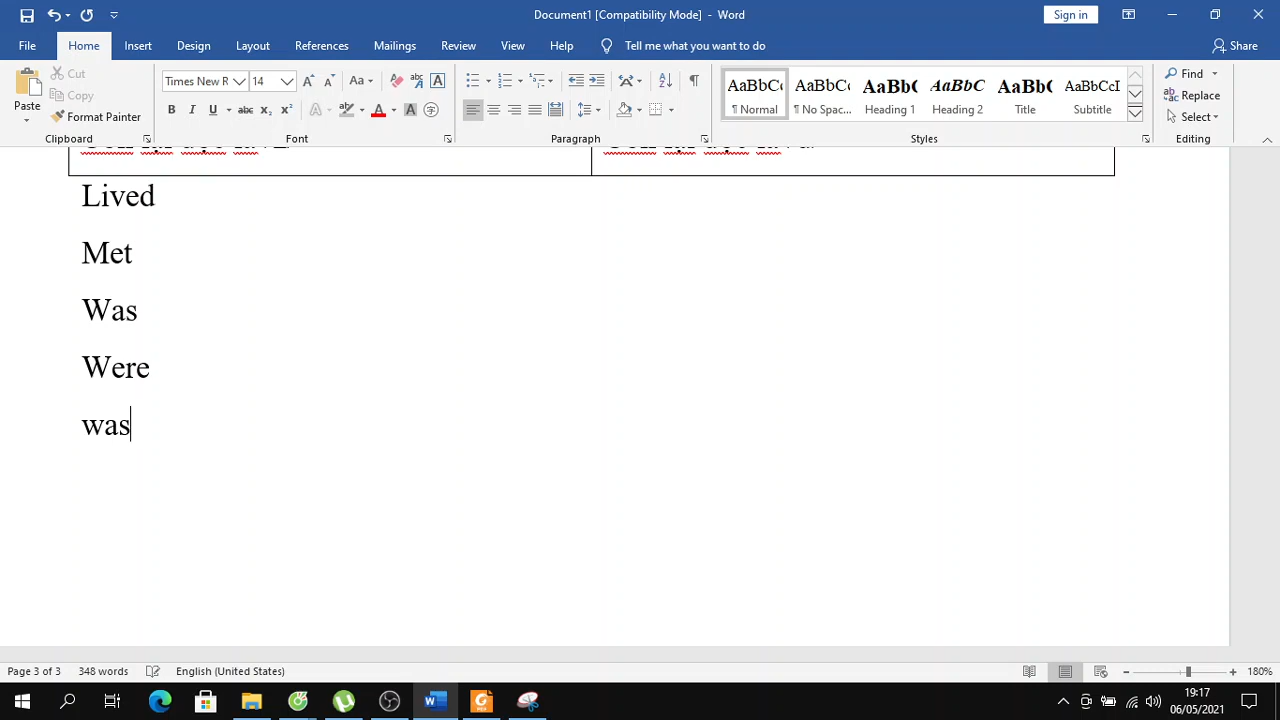 Document1 [Compatibility Mode] - Word
Sign in
File Home Insert Design Layout References Mailings Review View Help Tell me what you want to do Share
Paste
Cut
Copy
Format Painter
Clipboard
Times New R 14
Font
Paragraph
AaBbCc AaBbCc AaBbC AaBbC AaBbC AaBbCcI
¶ Normal ¶ No Spac... Heading 1 Heading 2 Title Subtitle
Styles
Find
Replace
Select
Editing
Lived
Met
Was
Were
was
Page 3 of 3 348 words English (United States) 180%
19:17
06/05/2021